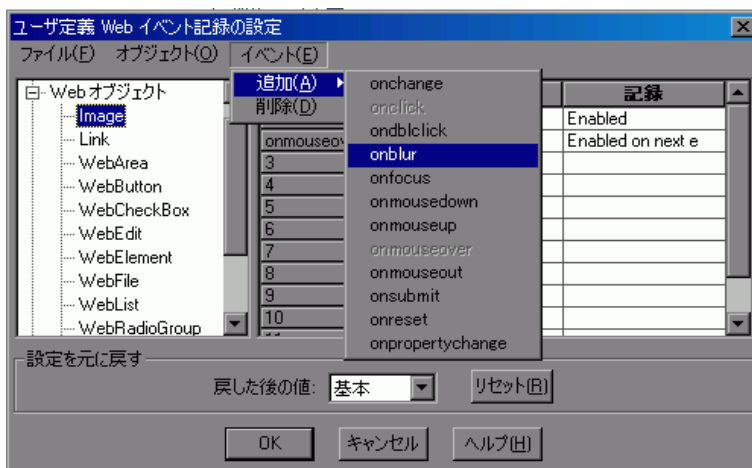 ユーザ定義 Web イベント記録の設定
ファイル(F) オブジェクト(O) イベント(E)
追加(A)
削除(D)
onchange
onclick
ondblclick
onblur
onfocus
onmousedown
onmouseup
onmouseover
onmouseout
onsubmit
onreset
onpropertychange
Web オブジェクト
Image
Link
WebArea
WebButton
WebCheckBox
WebEdit
WebElement
WebFile
WebList
WebRadioGroup
記録
Enabled
onmouseov Enabled on next e
3
4
5
6
7
8
9
10
設定を元に戻す
戻した後の値: 基本 リセット(R)
OK キャンセル ヘルプ(H)